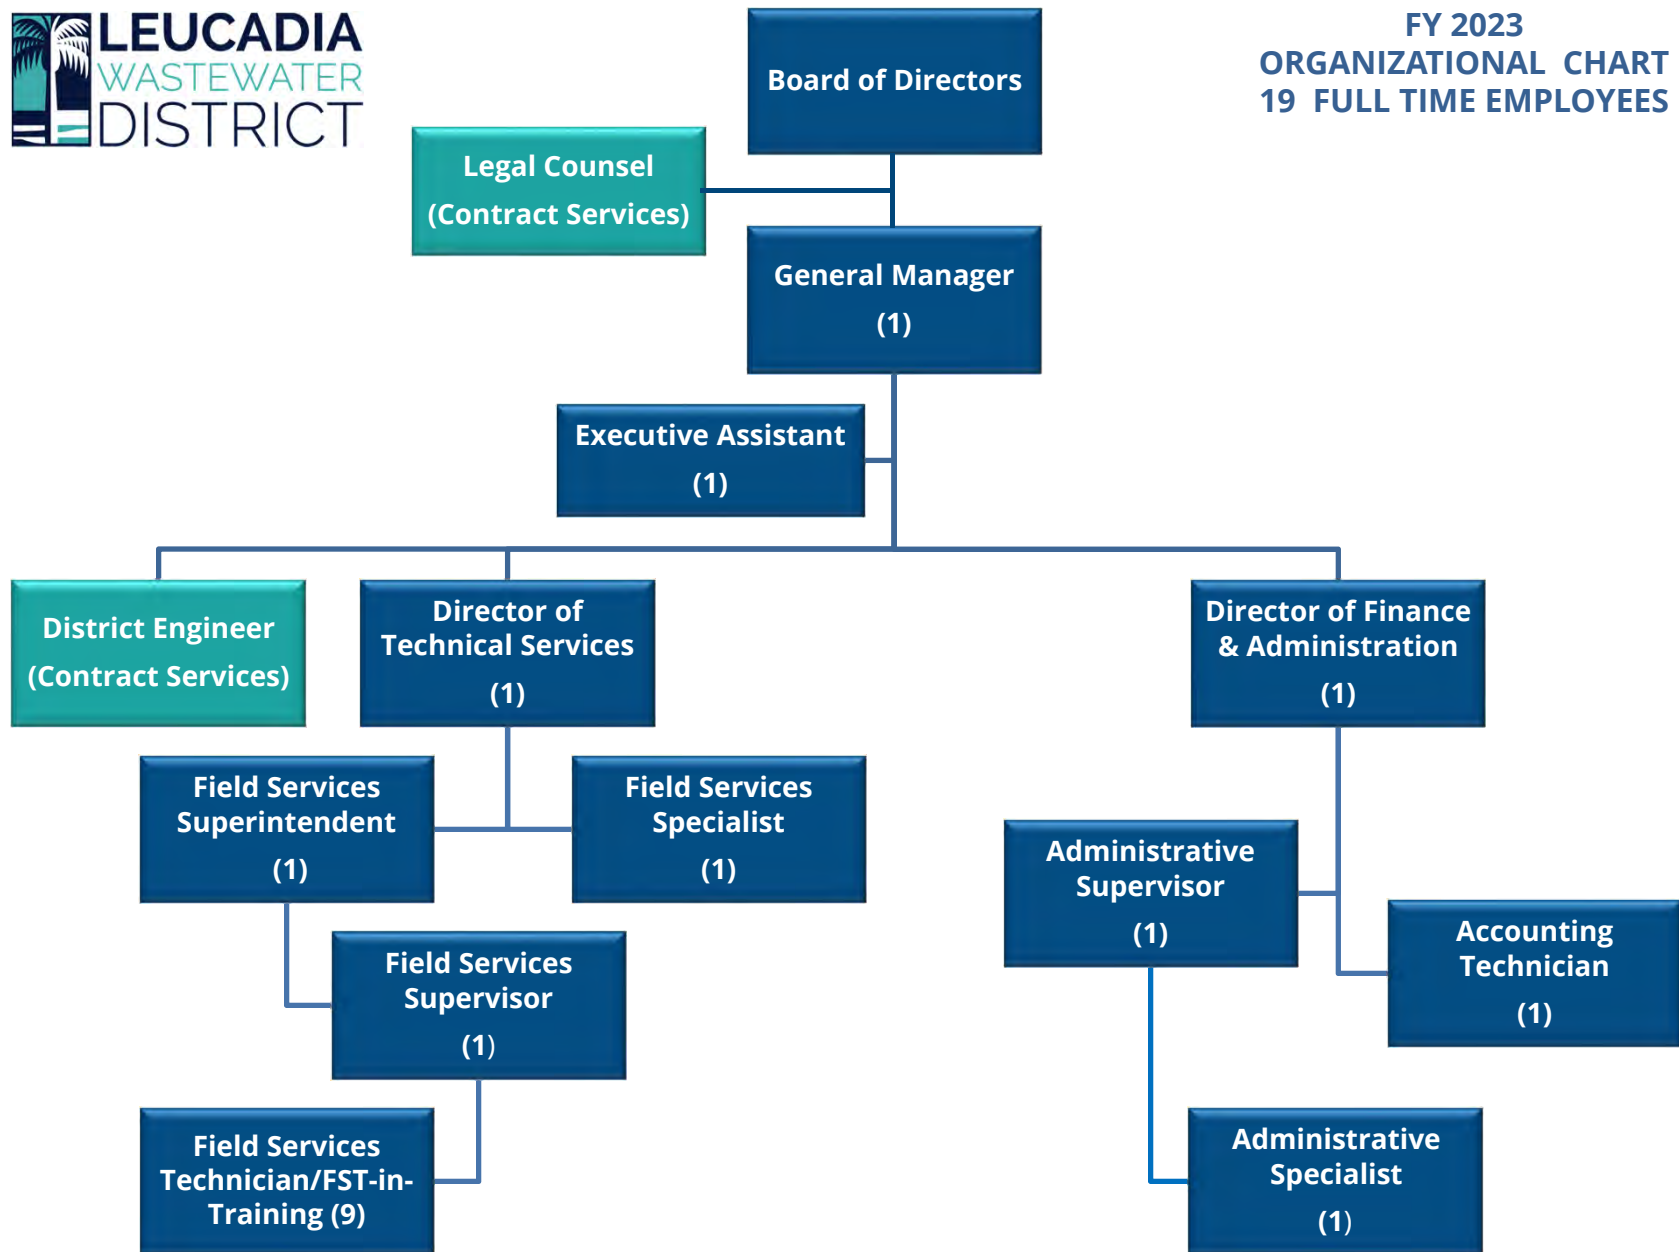 LEUCADIA
WASTEWATER
DISTRICT
FY 2023
ORGANIZATIONAL CHART
19 FULL TIME EMPLOYEES
Board of Directors
Legal Counsel
(Contract Services)
General Manager
(1)
Executive Assistant
(1)
District Engineer
(Contract Services)
Director of
Technical Services
(1)
Director of Finance
& Administration
(1)
Field Services
Superintendent
(1)
Field Services
Specialist
(1)
Administrative
Supervisor
(1)
Accounting
Technician
(1)
Field Services
Supervisor
(1)
Field Services
Technician/FST-in-
Training (9)
Administrative
Specialist
(1)